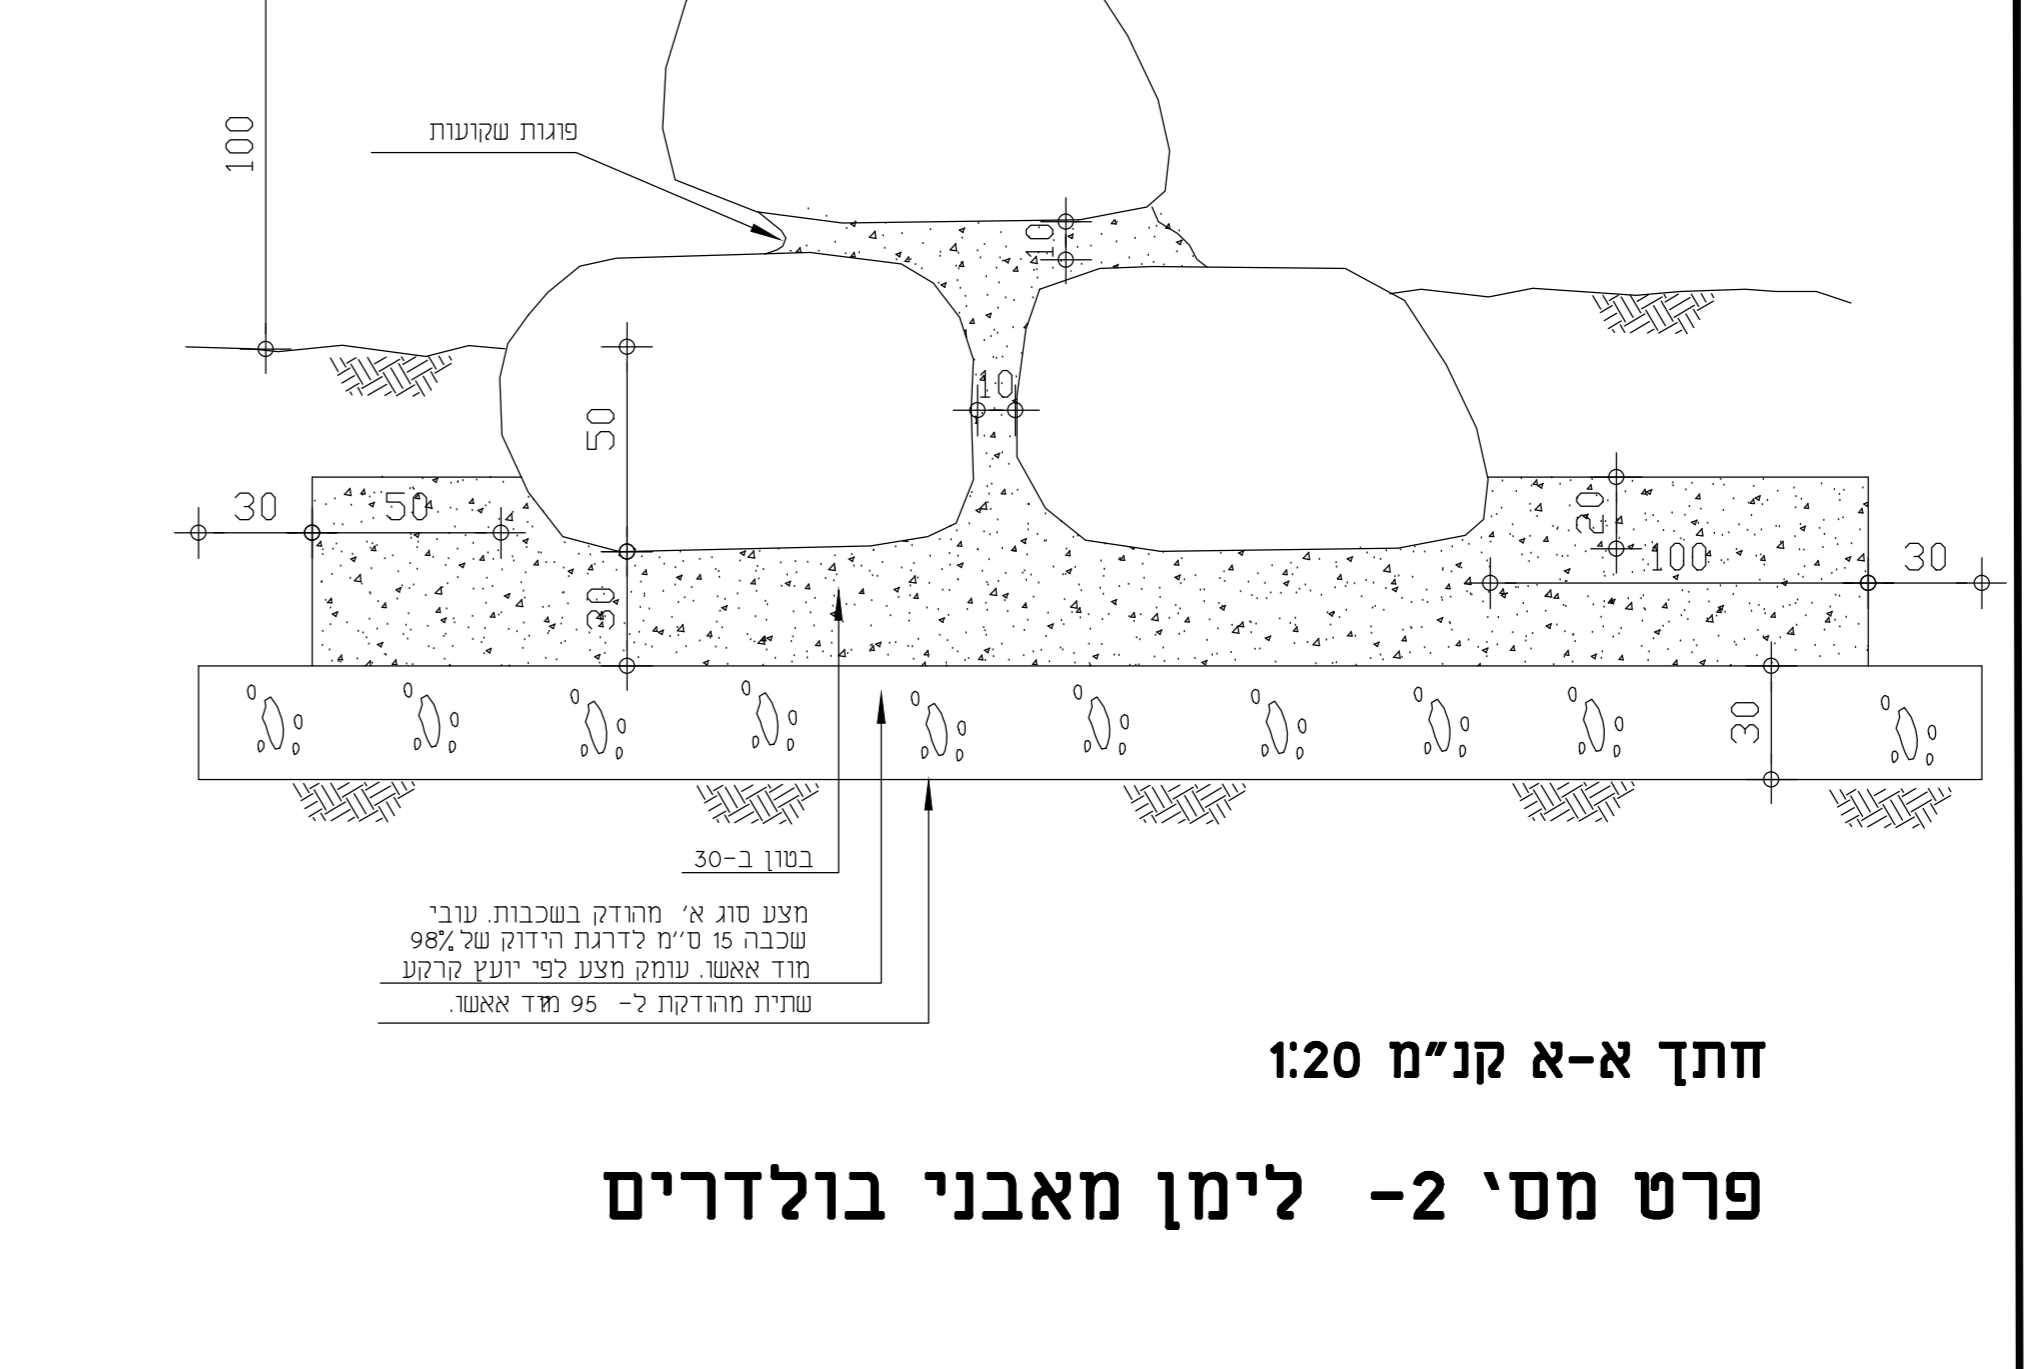 100
פוגות שקועות
10
10
50
30
50
20
100
30
30
30
בטון ב-30
מצע סוג א' מהודק בשכבות. עובי
שכבה 15 ס''מ לדרגת הידוק של 98%
מוד אאשו. עומק מצע לפי יועץ קרקע
שתית מהודקת ל- 95 מוד אאשו.
חתך א-א קנ"מ 1:20
פרט מס' 2- לימן מאבני בולדרים